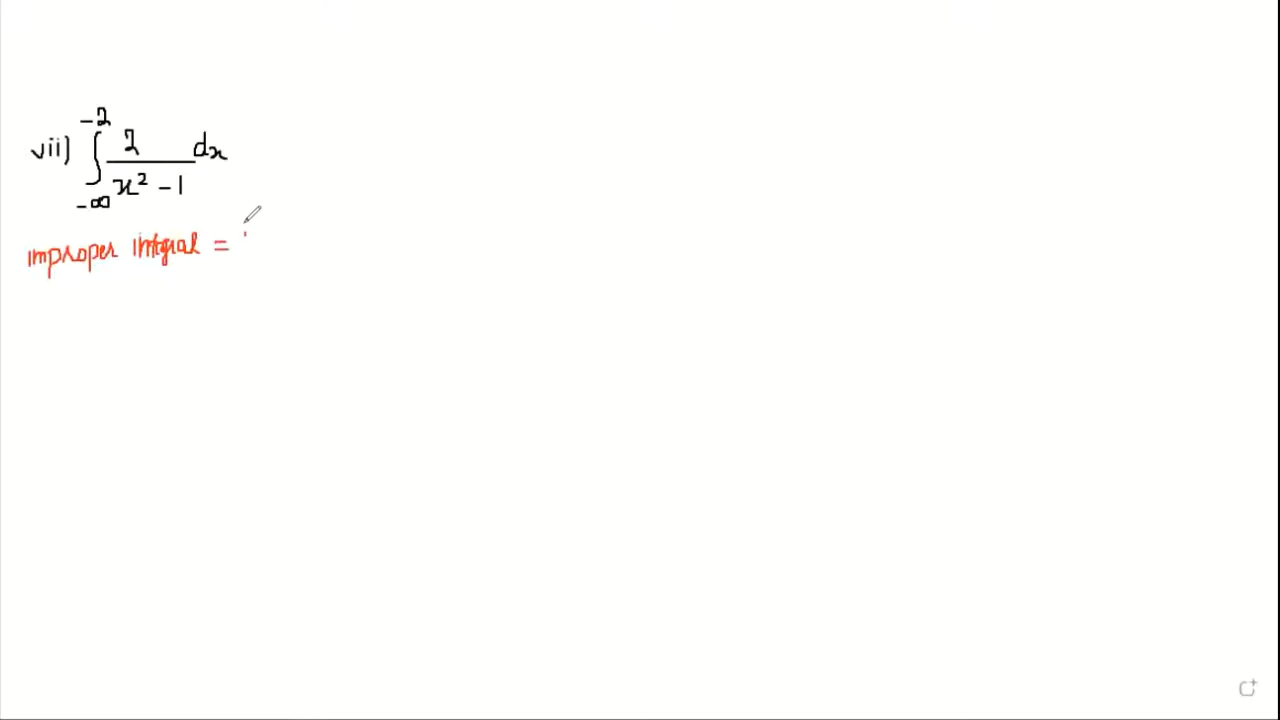 vii) ∫_{-∞}^{-2} 2/(x² - 1) dx
improper integral =